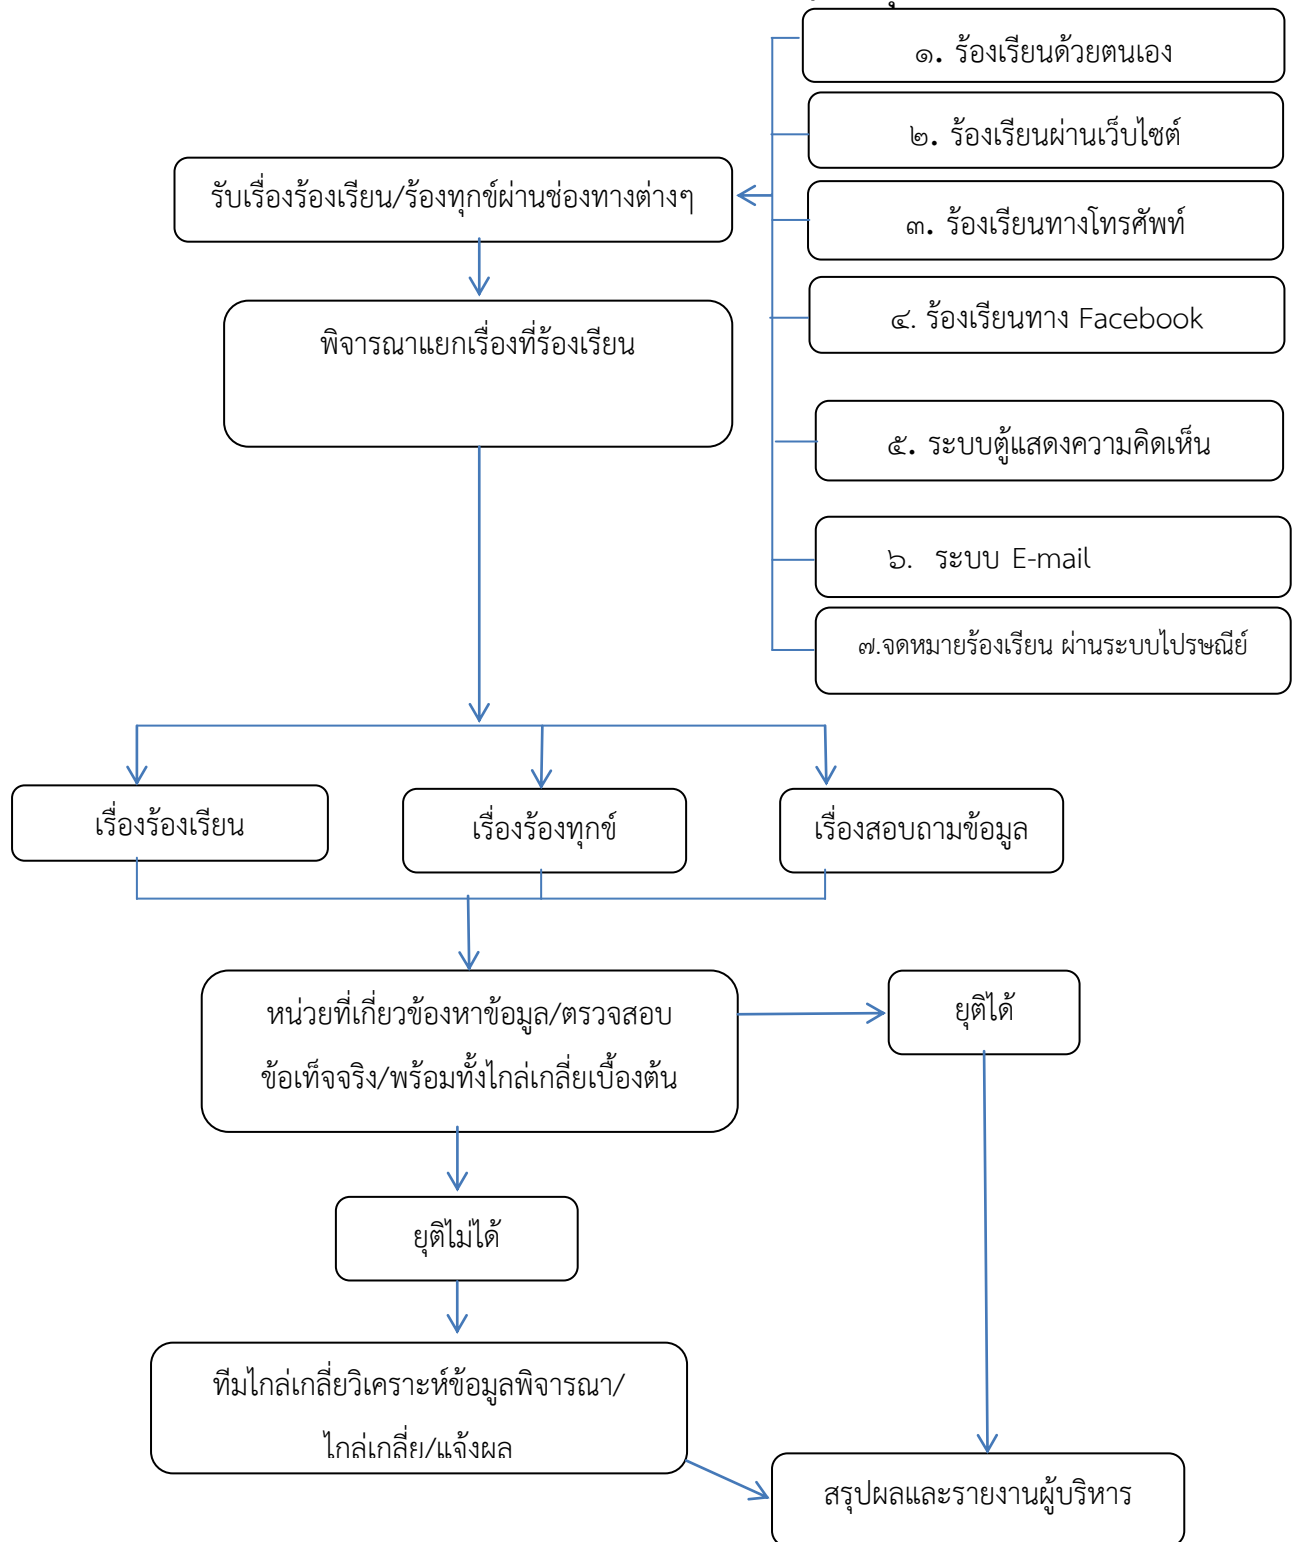 ๑. ร้องเรียนด้วยตนเอง
๒. ร้องเรียนผ่านเว็บไซต์
รับเรื่องร้องเรียน/ร้องทุกข์ผ่านช่องทางต่างๆ
๓. ร้องเรียนทางโทรศัพท์
๔. ร้องเรียนทาง Facebook
พิจารณาแยกเรื่องที่ร้องเรียน
๕. ระบบตู้แสดงความคิดเห็น
๖. ระบบ E-mail
๗.จดหมายร้องเรียน ผ่านระบบไปรษณีย์
เรื่องร้องเรียน
เรื่องร้องทุกข์
เรื่องสอบถามข้อมูล
หน่วยที่เกี่ยวข้องหาข้อมูล/ตรวจสอบ
ข้อเท็จจริง/พร้อมทั้งไกล่เกลี่ยเบื้องต้น
ยุติได้
ยุติไม่ได้
ทีมไกล่เกลี่ยวิเคราะห์ข้อมูลพิจารณา/
ไกล่เกลี่ย/แจ้งผล
สรุปผลและรายงานผู้บริหาร